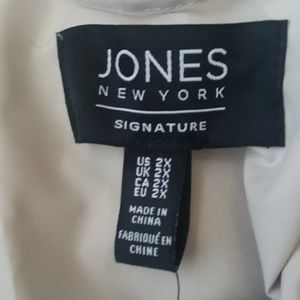 JONES
NEW YORK
SIGNATURE
US 2X
UK 2X
CA 2X
EU 2X
MADE IN
CHINA
FABRIQUÉ EN
CHINE